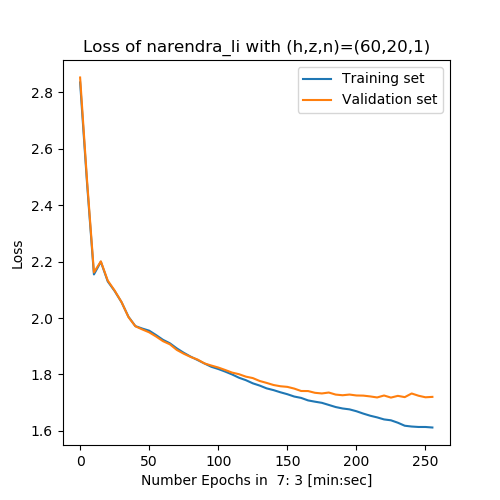 Loss of narendra_li with (h,z,n)=(60,20,1)
Training set
Validation set
2.8
2.6
2.4
2.2
2.0
1.8
1.6
Loss
0 50 100 150 200 250
Number Epochs in  7: 3 [min:sec]